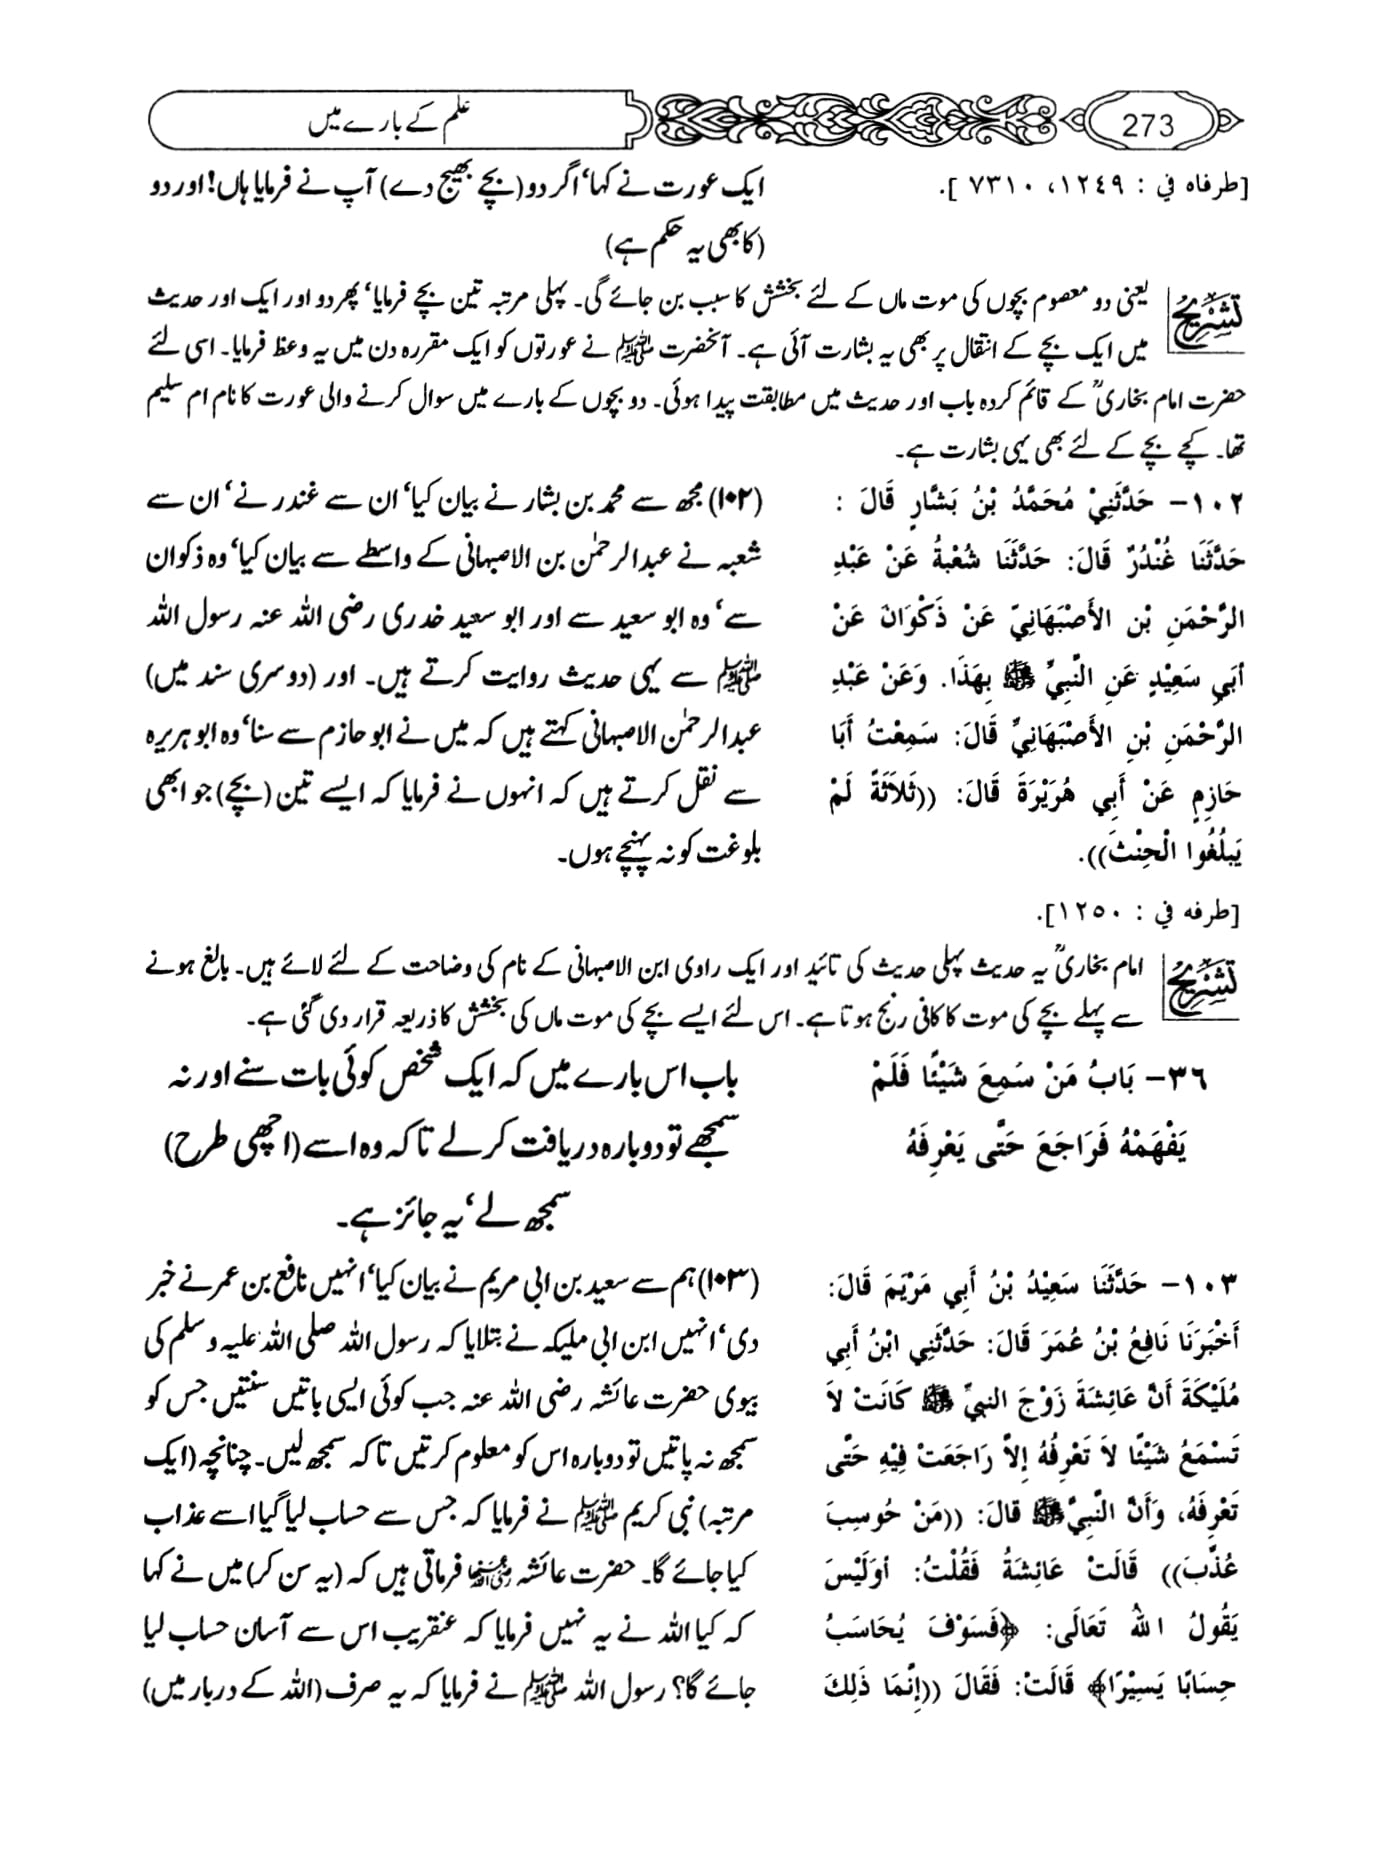 علم کے بارے میں
273
[طرفاه في : ١٢٤٩، ٧٣١٠].
ایک عورت نے کہا' اگر دو (بچے بھیج دے) آپ نے فرمایا ہاں! اور دو
(کا بھی یہ حکم ہے)
تشریح
یعنی دو معصوم بچوں کی موت ماں کے لئے بخشش کا سبب بن جائے گی۔ پہلی مرتبہ تین بچے فرمایا' پھر دو اور ایک اور حدیث
میں ایک بچے کے انتقال پر بھی یہ بشارت آئی ہے۔ آنحضرت ﷺ نے عورتوں کو ایک مقررہ دن میں یہ وعظ فرمایا۔ اسی لئے
حضرت امام بخاریؒ کے قائم کردہ باب اور حدیث میں مطابقت پیدا ہوئی۔ دو بچوں کے بارے میں سوال کرنے والی عورت کا نام ام سلیم
تھا۔ کچے بچے کے لئے بھی یہی بشارت ہے۔
١٠٢- حَدَّثَنِيْ مُحَمَّدُ بْنُ بَشَّارٍ قَالَ :
حَدَّثَنَا غُنْدُرٌ قَالَ: حَدَّثَنَا شُعْبَةُ عَنْ عَبْدِ
الرَّحْمَنِ بْنِ الأَصْبَهَانِيِّ عَنْ ذَكْوَانَ عَنْ
أَبِي سَعِيْدٍ عَنِ النَّبِيِّ ﷺ بِهَذَا. وَعَنْ عَبْدِ
الرَّحْمَنِ بْنِ الأَصْبَهَانِيِّ قَالَ: سَمِعْتُ أَبَا
حَازِمٍ عَنْ أَبِي هُرَيْرَةَ قَالَ: ((ثَلاَثَةً لَمْ
يَبْلُغُوا الْحِنْثَ)).
[طرفه في : ١٢٥٠].
(۱۰۲) مجھ سے محمد بن بشار نے بیان کیا' ان سے غندر نے' ان سے
شعبہ نے عبدالرحمٰن بن الاصبہانی کے واسطے سے بیان کیا' وہ ذکوان
سے' وہ ابو سعید سے اور ابو سعید خدری رضی اللہ عنہ رسول اللہ
ﷺ سے یہی حدیث روایت کرتے ہیں۔ اور (دوسری سند میں)
عبدالرحمٰن الاصبہانی کہتے ہیں کہ میں نے ابو حازم سے سنا' وہ ابو ہریرہ
سے نقل کرتے ہیں کہ انہوں نے فرمایا کہ ایسے تین (بچے) جو ابھی
بلوغت کو نہ پہنچے ہوں۔
تشریح
امام بخاریؒ یہ حدیث پہلی حدیث کی تائید اور ایک راوی ابن الاصبہانی کے نام کی وضاحت کے لئے لائے ہیں۔ بالغ ہونے
سے پہلے بچے کی موت کا کافی رنج ہوتا ہے۔ اس لئے ایسے بچے کی موت ماں کی بخشش کا ذریعہ قرار دی گئی ہے۔
٣٦- بَابُ مَنْ سَمِعَ شَيْئًا فَلَمْ
يَفْهَمْهُ فَرَاجَعَ حَتَّى يَعْرِفَهُ
باب اس بارے میں کہ ایک شخص کوئی بات سنے اور نہ
سمجھے تو دوبارہ دریافت کر لے تاکہ وہ اسے (اچھی طرح)
سمجھ لے' یہ جائز ہے۔
١٠٣- حَدَّثَنَا سَعِيْدُ بْنُ أَبِي مَرْيَمَ قَالَ:
أَخْبَرَنَا نَافِعُ بْنُ عُمَرَ قَالَ: حَدَّثَنِي ابْنُ أَبِي
مُلَيْكَةَ أَنَّ عَائِشَةَ زَوْجَ النبيِّ ﷺ كَانَتْ لاَ
تَسْمَعُ شَيْئًا لاَ تَعْرِفُهُ إِلاَّ رَاجَعَتْ فِيْهِ حَتَّى
تَعْرِفَهُ، وَأَنَّ النَّبِيَّ ﷺ قَالَ: ((مَنْ حُوسِبَ
عُذِّبَ)) قَالَتْ عَائِشَةُ فَقُلْتُ: أَوَلَيْسَ
يَقُولُ اللهُ تَعَالَى: ﴿فَسَوْفَ يُحَاسَبُ
حِسَابًا يَسِيْرًا﴾ قَالَتْ: فَقَالَ ((إِنَّمَا ذَلِكَ
(۱۰۳) ہم سے سعید بن ابی مریم نے بیان کیا' انہیں نافع بن عمر نے خبر
دی' انہیں ابن ابی ملیکہ نے بتلایا کہ رسول اللہ صلی اللہ علیہ وسلم کی
بیوی حضرت عائشہ رضی اللہ عنہ جب کوئی ایسی باتیں سنتیں جس کو
سمجھ نہ پاتیں تو دوبارہ اس کو معلوم کرتیں تاکہ سمجھ لیں۔ چنانچہ (ایک
مرتبہ) نبی کریم ﷺ نے فرمایا کہ جس سے حساب لیا گیا اسے عذاب
کیا جائے گا۔ حضرت عائشہ رضی اللہ عنہا فرماتی ہیں کہ (یہ سن کر) میں نے کہا
کہ کیا اللہ نے یہ نہیں فرمایا کہ عنقریب اس سے آسان حساب لیا
جائے گا؟ رسول اللہ ﷺ نے فرمایا کہ یہ صرف (اللہ کے دربار میں)